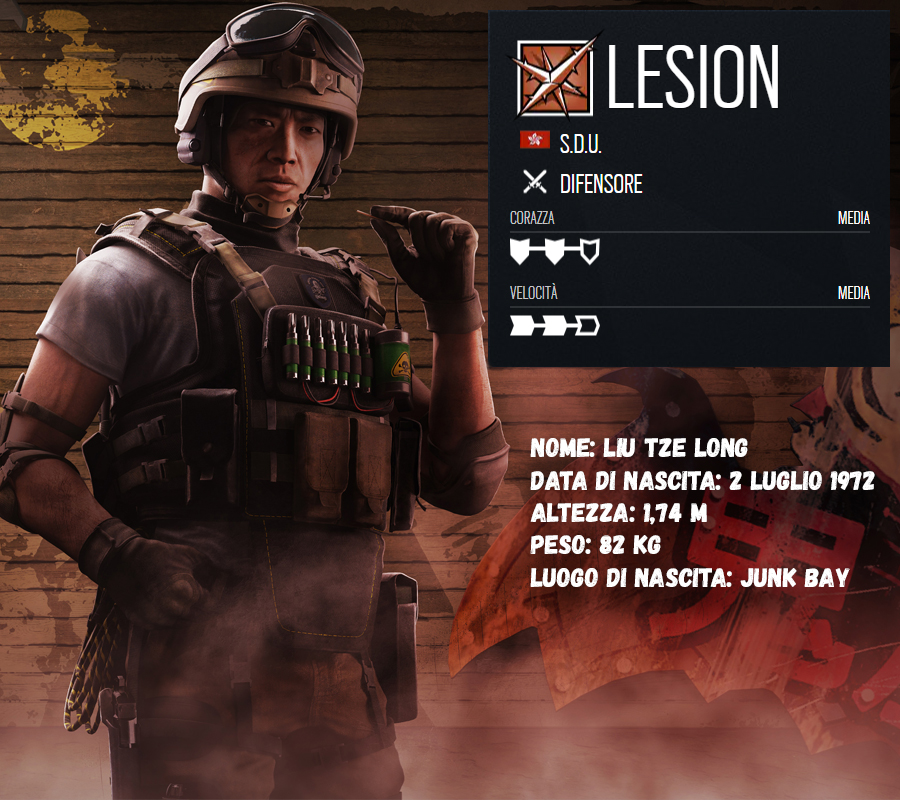 LESION
S.D.U.
DIFENSORE
CORAZZA MEDIA
VELOCITÀ MEDIA
NOME: LIU TZE LONG
DATA DI NASCITA: 2 LUGLIO 1972
ALTEZZA: 1,74 M
PESO: 82 KG
LUOGO DI NASCITA: JUNK BAY